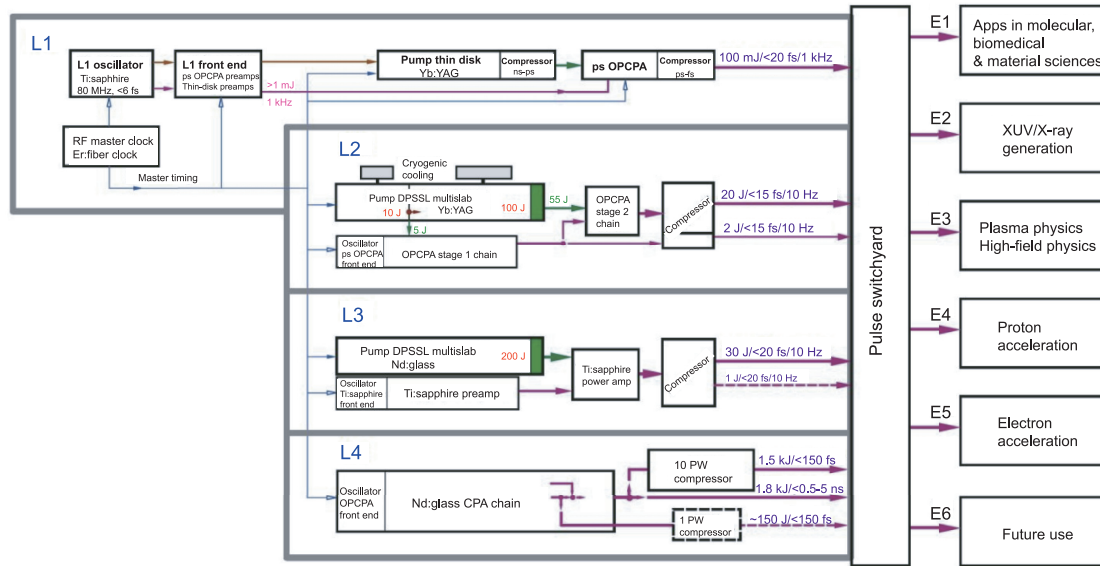 L1
L1 oscillator
Ti:saphhire
80 MHz, <6 fs
L1 front end
ps OPCPA preamps
Thin-disk preamps
>1 mJ
1 kHz
Pump thin disk
Yb:YAG
Compressor
ns-ps
ps OPCPA
Compressor
ps-fs
100 mJ/<20 fs/1 kHz
RF master clock
Er:fiber clock
Master timing
L2
Cryogenic
cooling
Pump DPSSL multislab
Yb:YAG
10 J
100 J
55 J
5 J
Oscillator
ps OPCPA
front end
OPCPA stage 1 chain
OPCPA
stage 2
chain
Compressor
20 J/<15 fs/10 Hz
2 J/<15 fs/10 Hz
L3
Pump DPSSL multislab
Nd:glass
200 J
Oscillator
Ti:sapphire
front end
Ti:sapphire preamp
Ti:sapphire
power amp
Compressor
30 J/<20 fs/10 Hz
1 J/<20 fs/10 Hz
L4
Oscillator
OPCPA
front end
Nd:glass CPA chain
10 PW
compressor
1 PW
compressor
1.5 kJ/<150 fs
1.8 kJ/<0.5-5 ns
~150 J/<150 fs
Pulse switchyard
E1
Apps in molecular,
biomedical
& material sciences
E2
XUV/X-ray
generation
E3
Plasma physics
High-field physics
E4
Proton
acceleration
E5
Electron
acceleration
E6
Future use